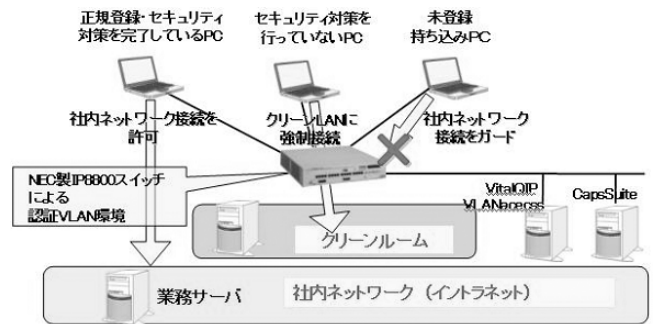 正規登録・セキュリティ
対策を完了しているPC
セキュリティ対策を
行っていないPC
未登録
持ち込みPC
社内ネットワーク接続を
許可
クリーンLANに
強制接続
社内ネットワーク
接続をガード
NEC製IP8800スイッチ
による
認証VLAN環境
VitalQIP
VLANacecss
CapsSuite
クリーンルーム
業務サーバ
社内ネットワーク（イントラネット）